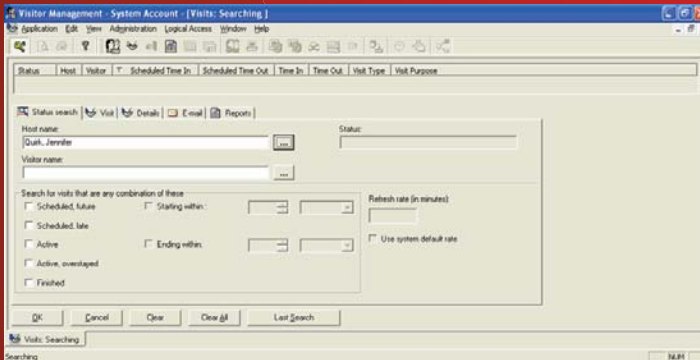 Visitor Management - System Account - [Visits: Searching ]
Application Edit View Administration Logical Access Window Help
Status Host Visitor Scheduled Time In Scheduled Time Out Time In Time Out Visit Type Visit Purpose
Status search Visit Details E-mail Reports
Host name: Status:
Quirk, Jennifer ...
Visitor name:
...
Search for visits that are any combination of these
Refresh rate (in minutes):
Scheduled, future Starting within:
Scheduled, late
Use system default rate
Active Ending within:
Active, overstayed
Finished
OK Cancel Clear Clear All Last Search
Visits: Searching
Searching NUM